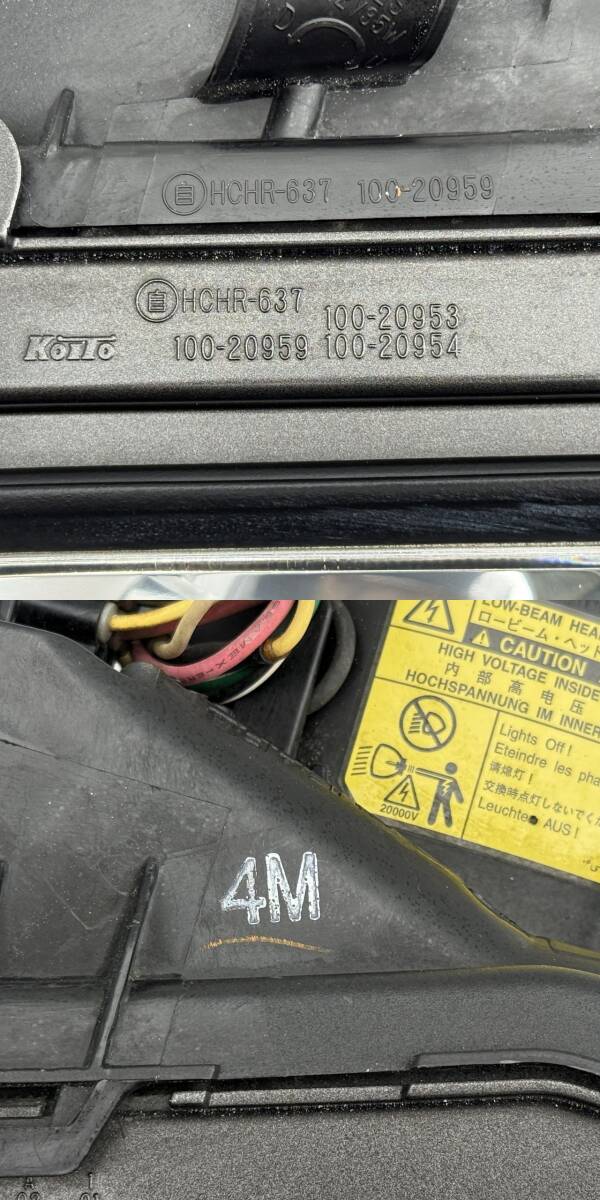 自 HCHR-637 100-20959
自 HCHR-637
100-20953
KOITO 100-20959 100-20954
LOW-BEAM HEA
ロービーム・ヘッド
CAUTION
HIGH VOLTAGE INSIDE
内部高电压
HOCHSPANNUNG IM INNER
Lights Off!
Eteindre les pha
请熄灯!
交換時点灯しないでくだ
Leuchten AUS!
20000V
4M